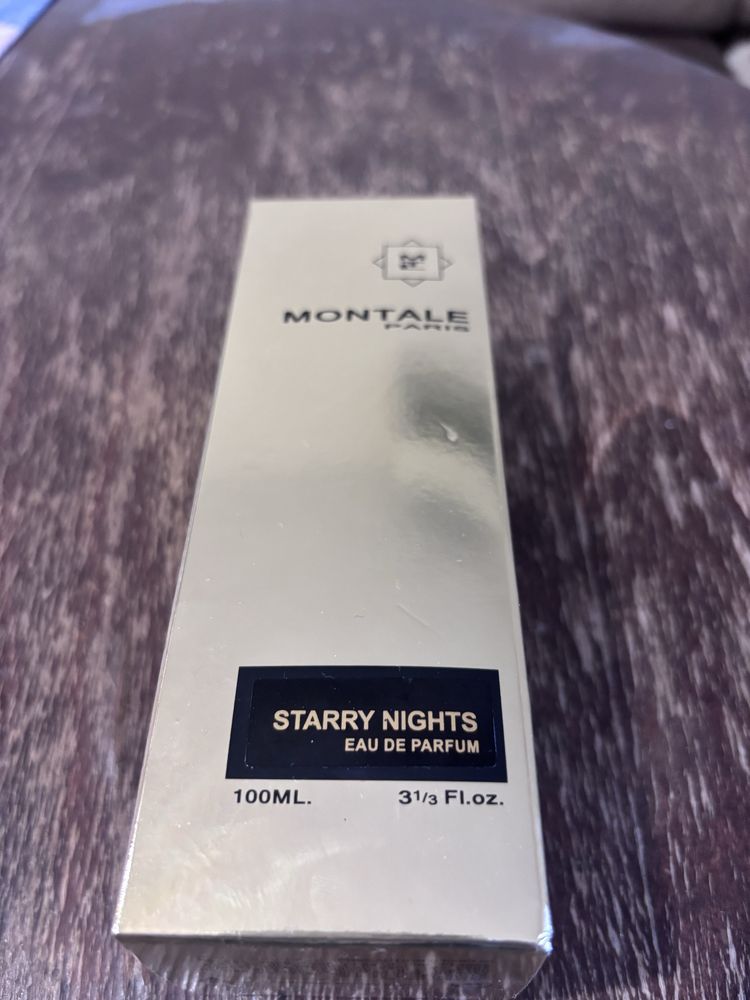 MONTALE
PARIS
STARRY NIGHTS
EAU DE PARFUM
100ML. 3 1/3 Fl.oz.